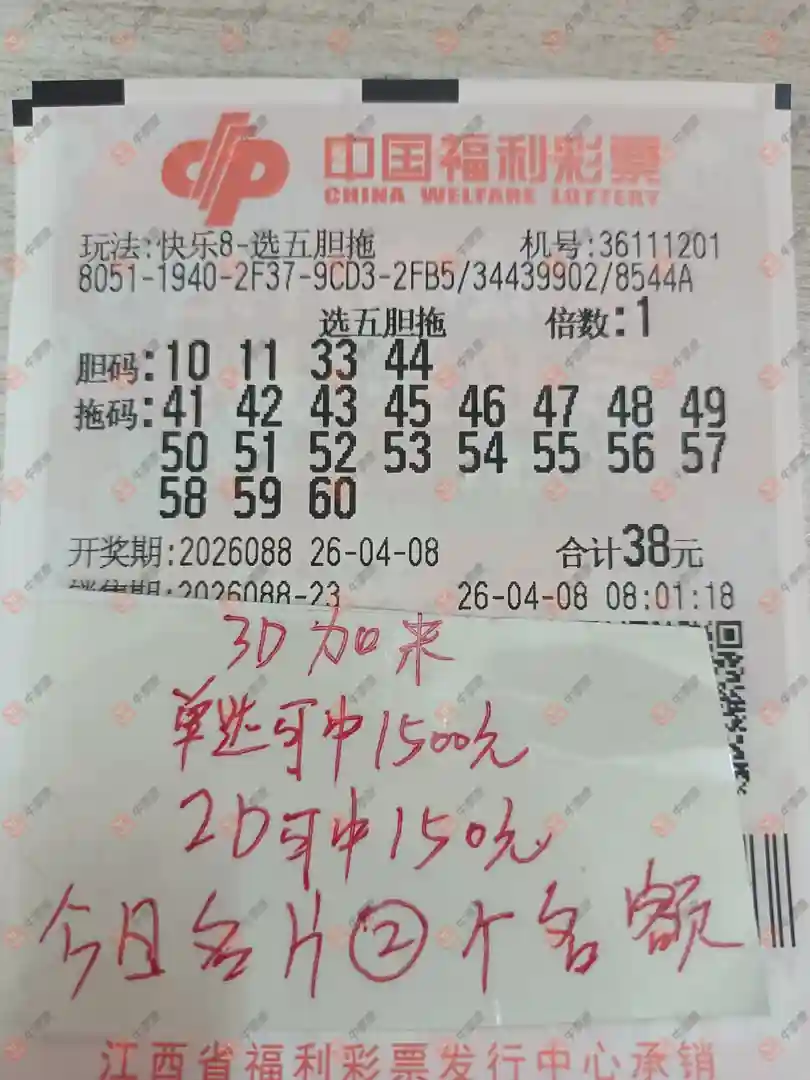 中国福利彩票
CHINA WELFARE LOTTERY
玩法:快乐8-选五胆拖 机号:36111201
8051-1940-2F37-9CD3-2FB5/34439902/8544A
选五胆拖 倍数:1
胆码:10 11 33 44
拖码:41 42 43 45 46 47 48 49
50 51 52 53 54 55 56 57
58 59 60
开奖期:2026088 26-04-08 合计38元
销售期:2026088-23 26-04-08 08:01:18
3D加来
单选可中1500元
2D可中150元
今日名片②个名额
江西省福利彩票发行中心承销